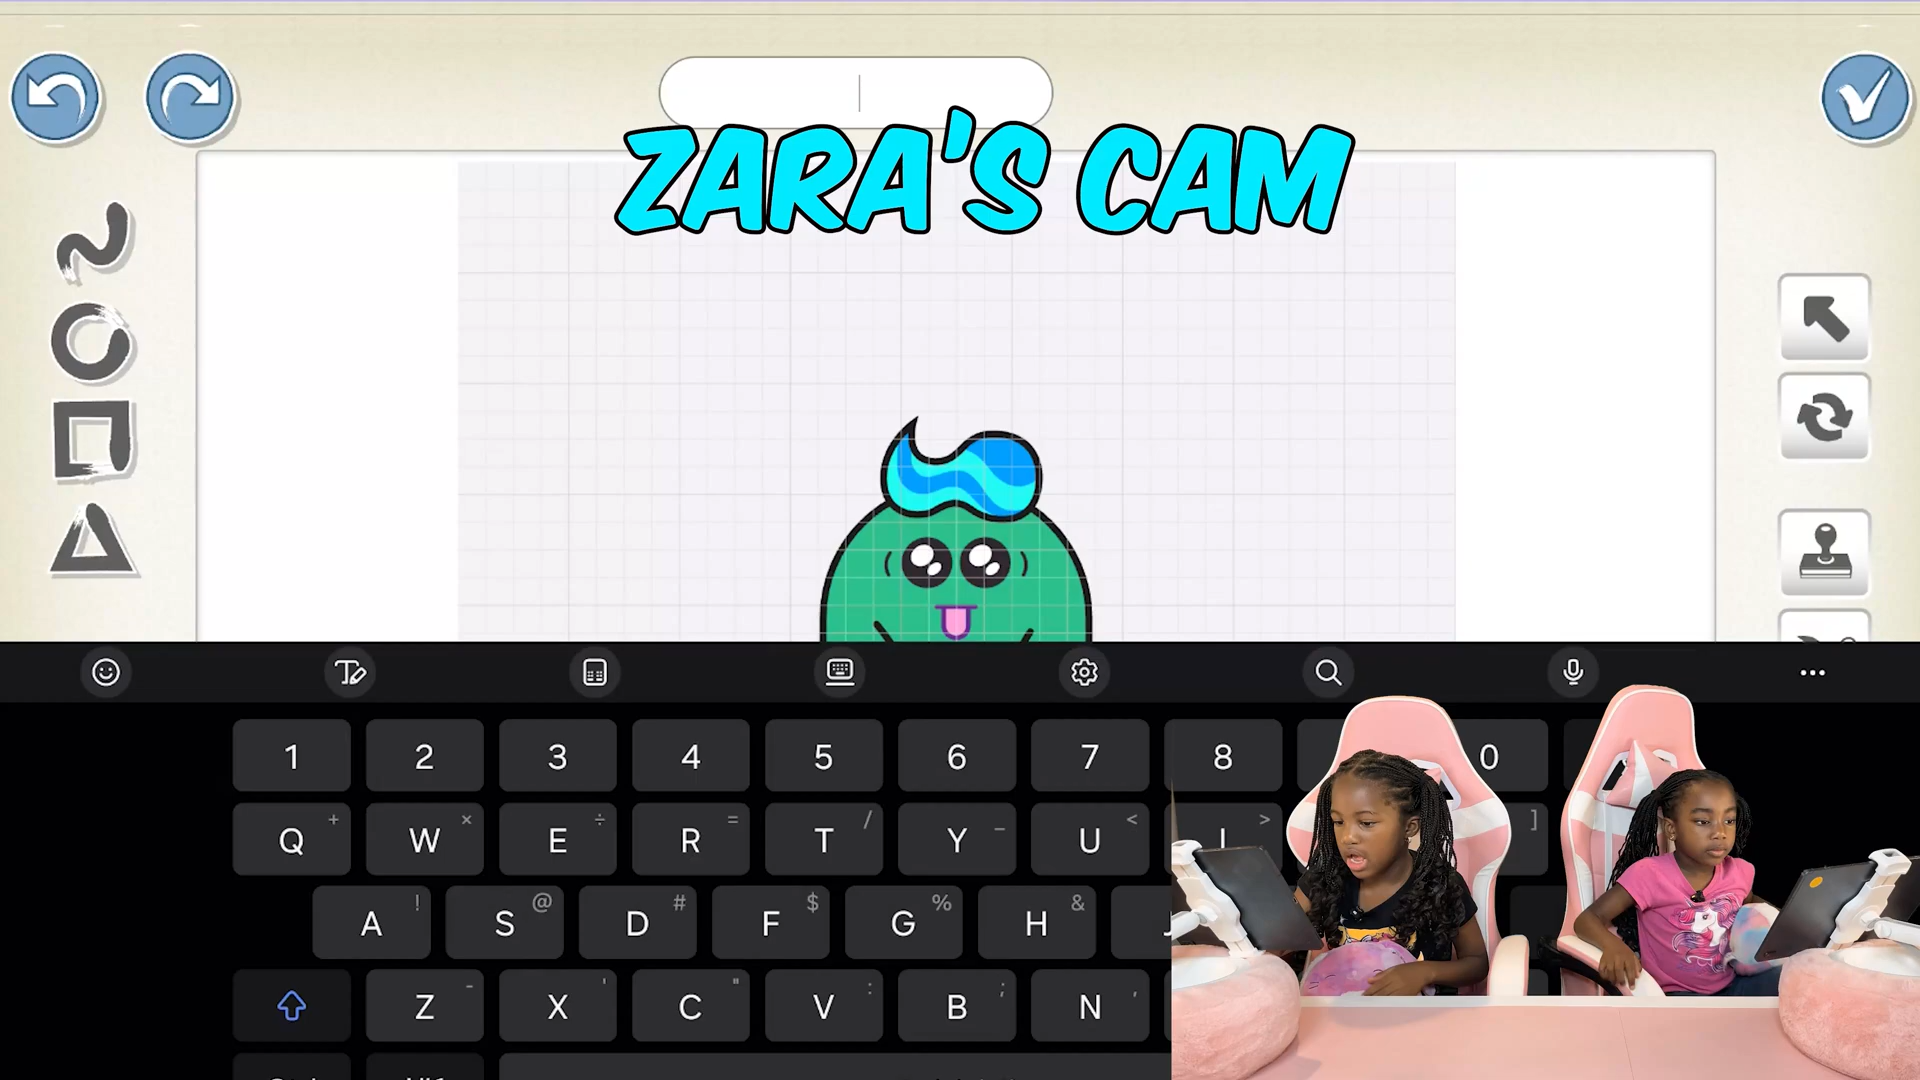 ZARA'S CAM
1 2 3 4 5 6 7 8 0
+ × ÷ = / _ < > ]
Q W E R T Y U I
! @ # $ % &
A S D F G H J
- ' " : ; ,
Z X C V B N